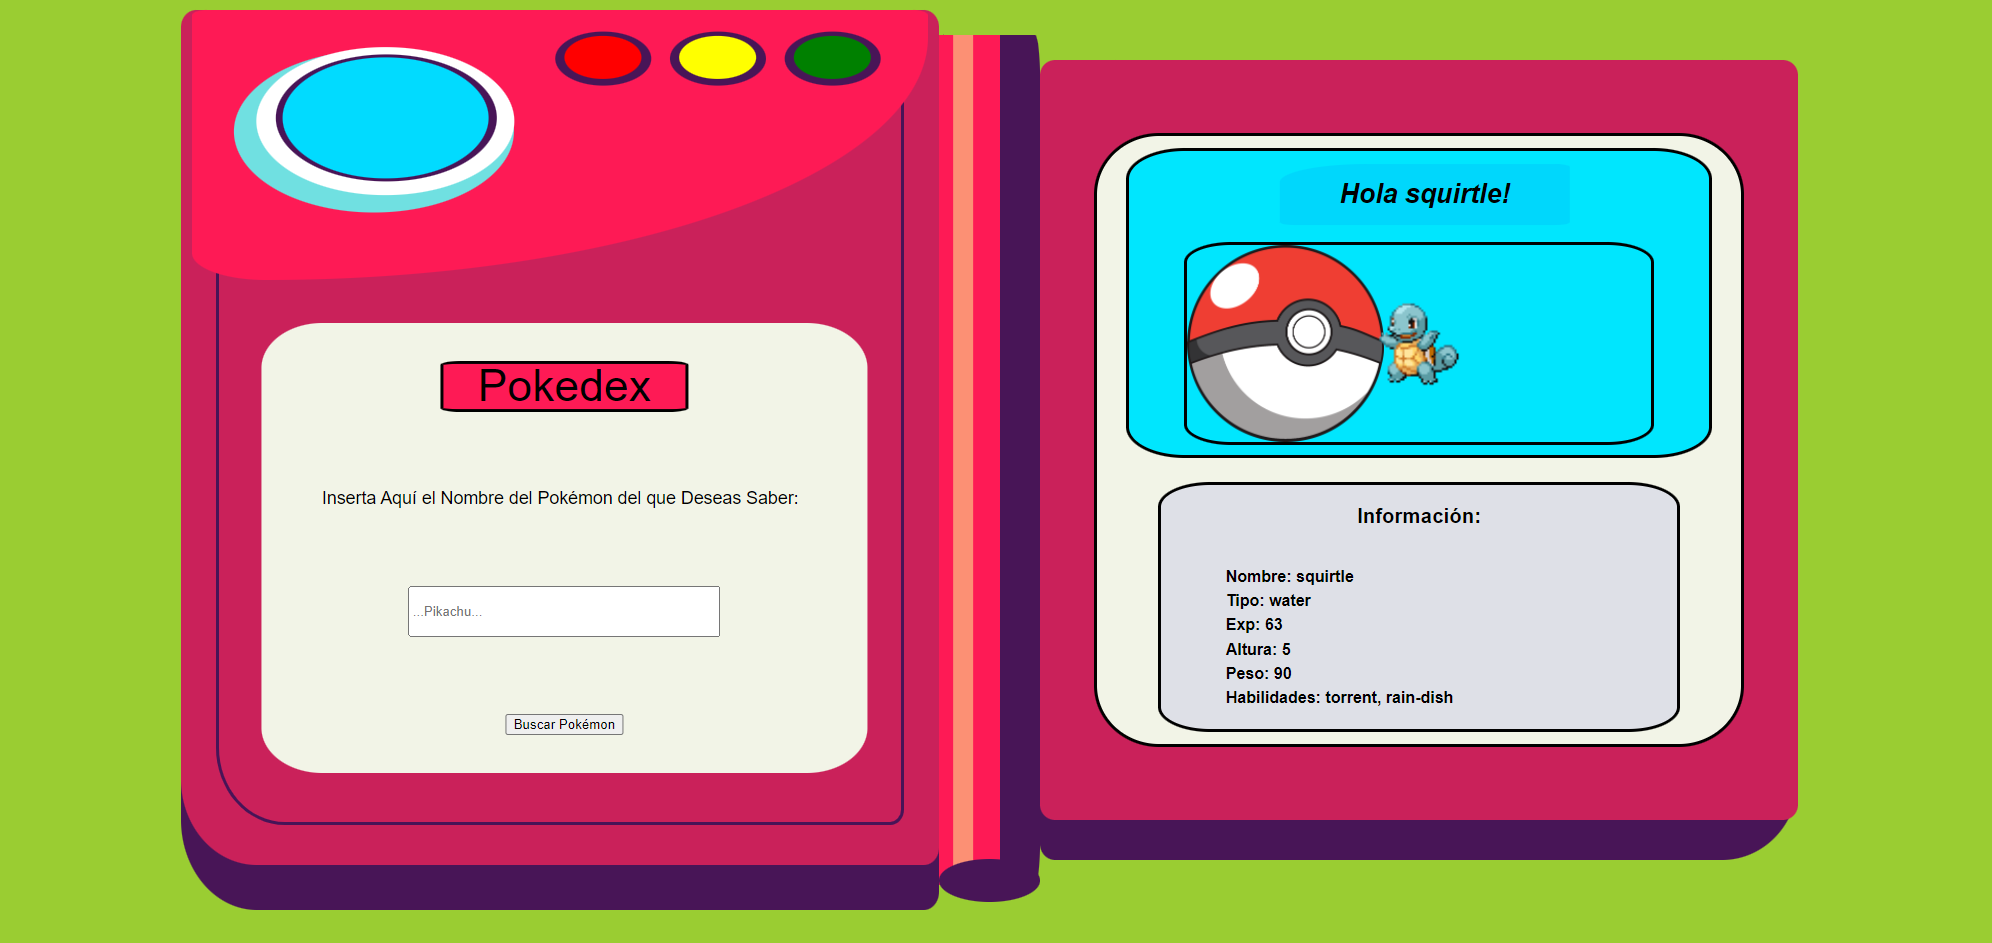 Pokedex
Inserta Aquí el Nombre del Pokémon del que Deseas Saber:
...Pikachu...
Buscar Pokémon
Hola squirtle!
Información:
Nombre: squirtle
Tipo: water
Exp: 63
Altura: 5
Peso: 90
Habilidades: torrent, rain-dish